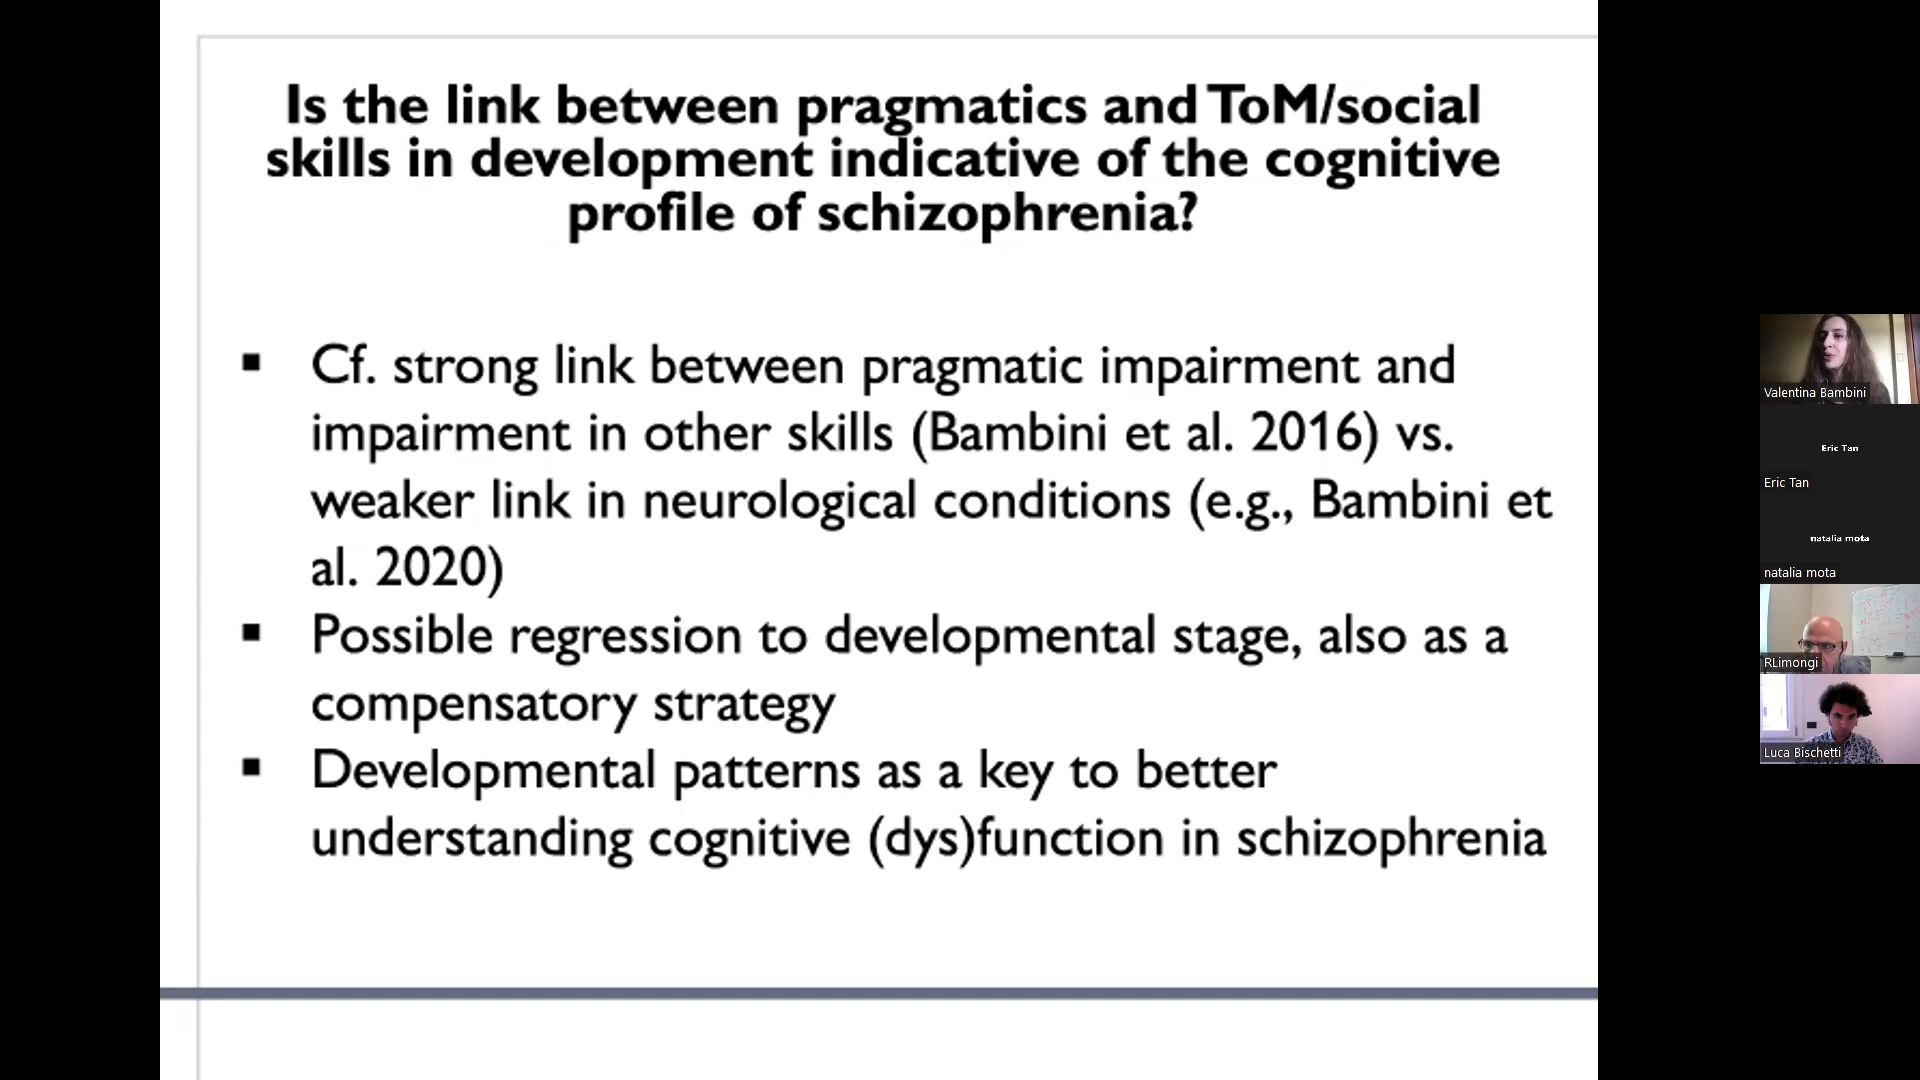 Is the link between pragmatics and ToM/social
skills in development indicative of the cognitive
profile of schizophrenia?
▪ Cf. strong link between pragmatic impairment and
impairment in other skills (Bambini et al. 2016) vs.
weaker link in neurological conditions (e.g., Bambini et
al. 2020)
▪ Possible regression to developmental stage, also as a
compensatory strategy
▪ Developmental patterns as a key to better
understanding cognitive (dys)function in schizophrenia
Valentina Bambini
Eric Tan
Eric Tan
natalia mota
natalia mota
RLimongi
Luca Bischetti